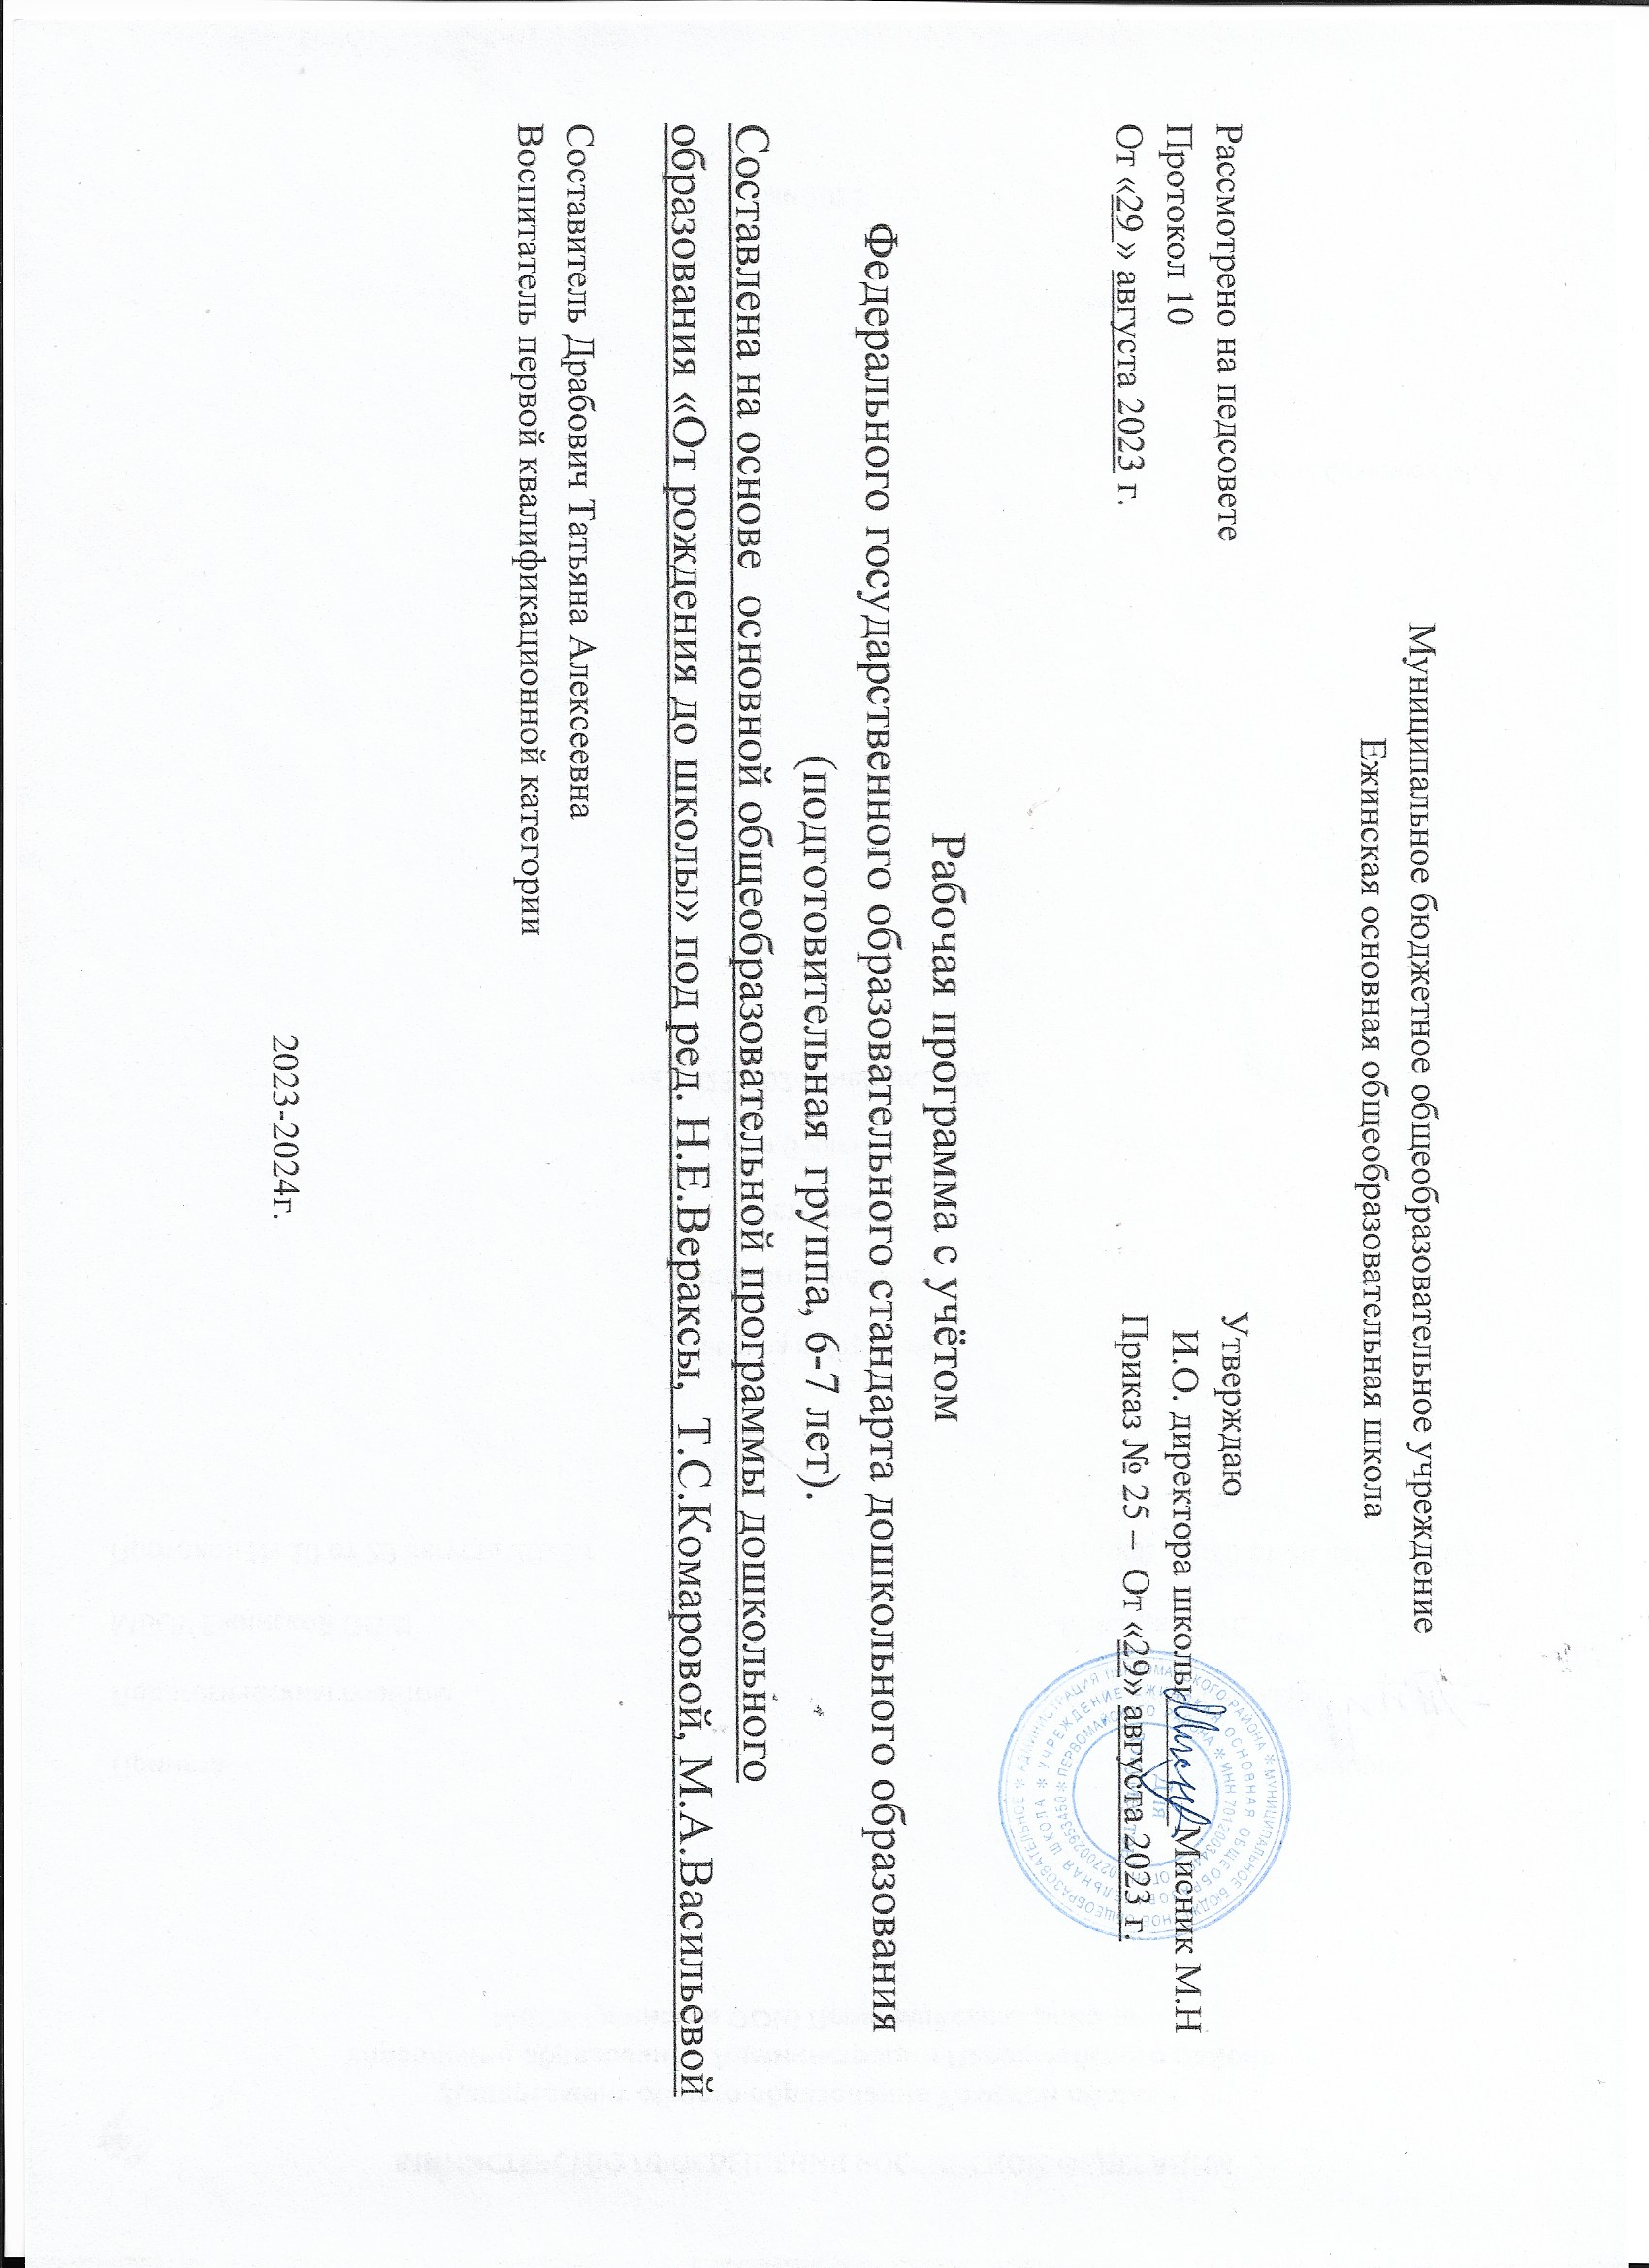 Муниципальное бюджетное общеобразовательное учреждение
Ежинская основная общеобразовательная школа
Рассмотрено на педсовете
Протокол 10
От «29 » августа 2023 г.
Утверждаю
И.О. директора школы Мисник М.Н
Приказ № 25 – От «29» августа 2023 г.
Рабочая программа с учётом
Федерального государственного образовательного стандарта дошкольного образования
(подготовительная группа, 6-7 лет).
Составлена на основе основной общеобразовательной программы дошкольного
образования «От рождения до школы» под ред. Н.Е.Вераксы, Т.С.Комаровой, М.А.Васильевой
Составитель Драбович Татьяна Алексеевна
Воспитатель первой квалификационной категории
2023-2024г.